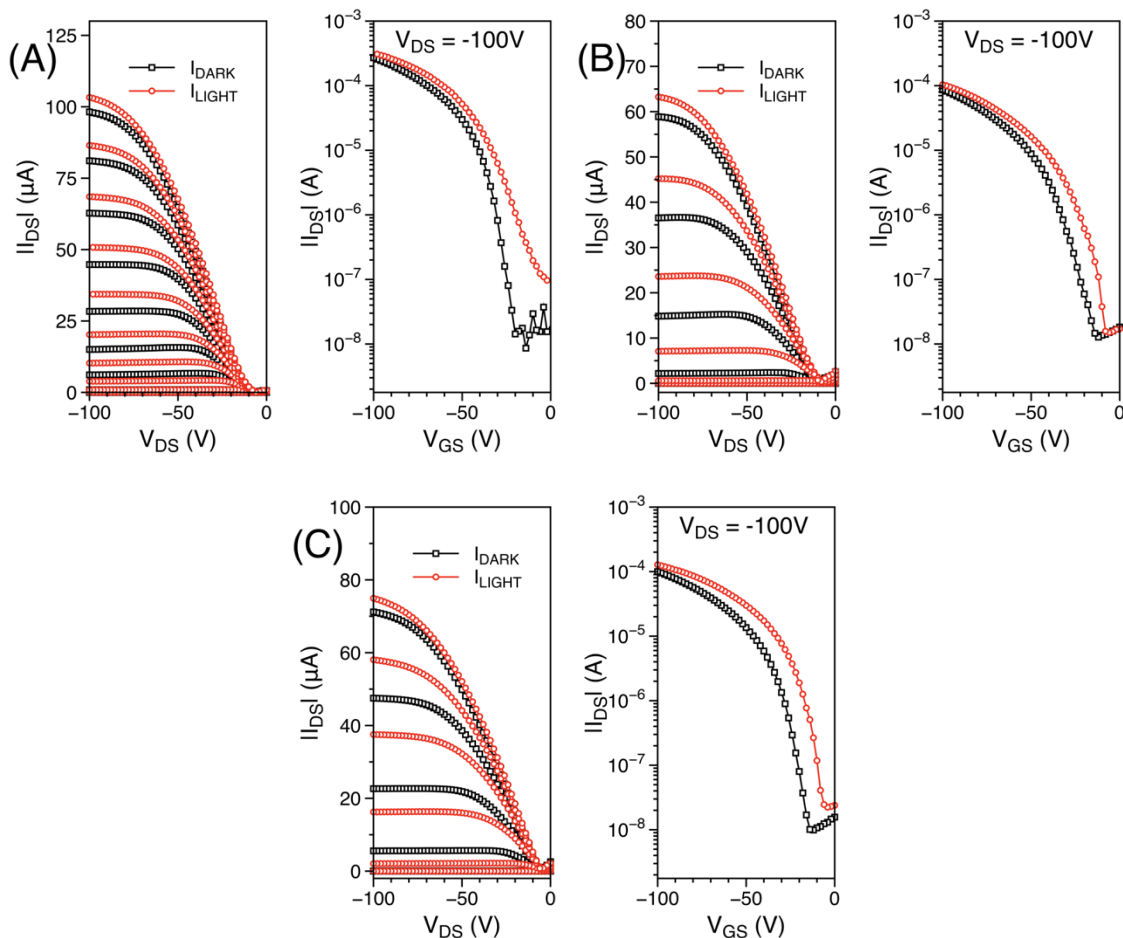 (A)
125
100
75
50
25
0
|I_DS| (µA)
I_DARK
I_LIGHT
−100 −50 0
V_DS (V)
V_DS = -100V
10^−3
10^−4
10^−5
10^−6
10^−7
10^−8
|I_DS| (A)
−100 −50 0
V_GS (V)
(B)
80
70
60
50
40
30
20
10
0
|I_DS| (µA)
I_DARK
I_LIGHT
−100 −50 0
V_DS (V)
V_DS = -100V
10^−3
10^−4
10^−5
10^−6
10^−7
10^−8
|I_DS| (A)
−100 −50 0
V_GS (V)
(C)
100
80
60
40
20
0
|I_DS| (µA)
I_DARK
I_LIGHT
−100 −50 0
V_DS (V)
V_DS = -100V
10^−3
10^−4
10^−5
10^−6
10^−7
10^−8
|I_DS| (A)
−100 −50 0
V_GS (V)